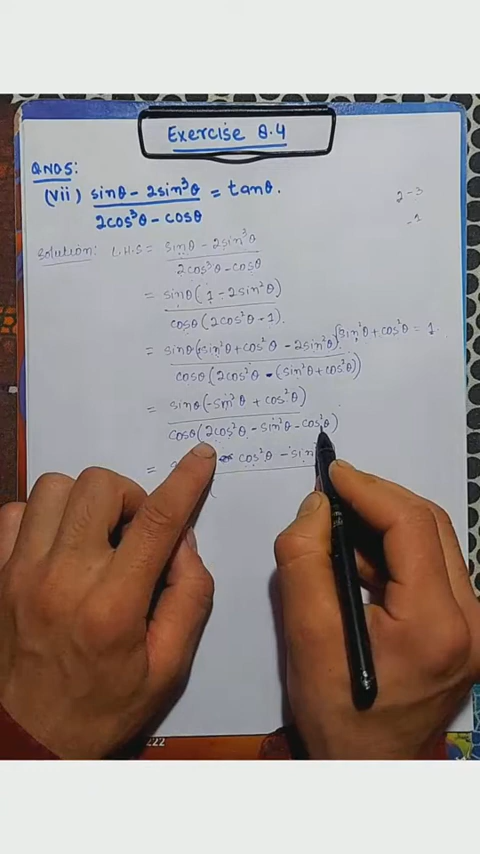 Exercise 8.4
Q.NO5:
(vii) sinθ - 2sin³θ = tanθ.
2cos³θ - cosθ
2-3
-1
Solution: L.H.S = sinθ - 2sin³θ
2cos³θ - cosθ
= sinθ(1 - 2sin²θ)
cosθ(2cos²θ - 1).
= sinθ(sin²θ + cos²θ - 2sin²θ) {sin²θ + cos²θ = 1.
cosθ{2cos²θ - (sin²θ + cos²θ)}
= sinθ(-sin²θ + cos²θ)
cosθ(2cos²θ - sin²θ - cos²θ)
= cos²θ - sin
(
222